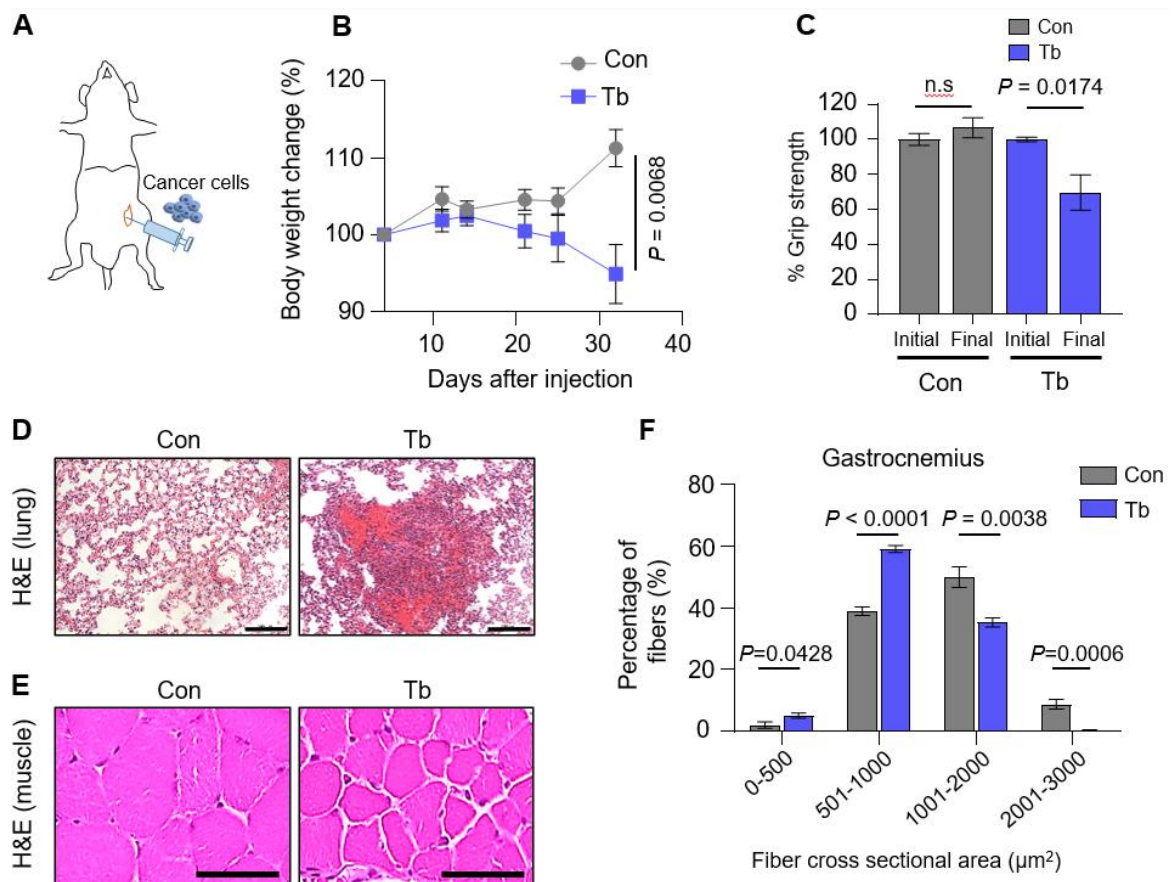 A
Cancer cells
B
Con
Tb
Body weight change (%)
120
110
100
90
10
20
30
40
Days after injection
P = 0.0068
C
Con
Tb
n.s
P = 0.0174
% Grip strength
120
100
80
60
40
20
0
Initial Final Initial Final
Con Tb
D
Con Tb
H&E (lung)
E
Con Tb
H&E (muscle)
F
Gastrocnemius
Con
Tb
Percentage of
fibers (%)
80
60
40
20
0
P=0.0428
P < 0.0001
P = 0.0038
P=0.0006
0-500
501-1000
1001-2000
2001-3000
Fiber cross sectional area (µm²)